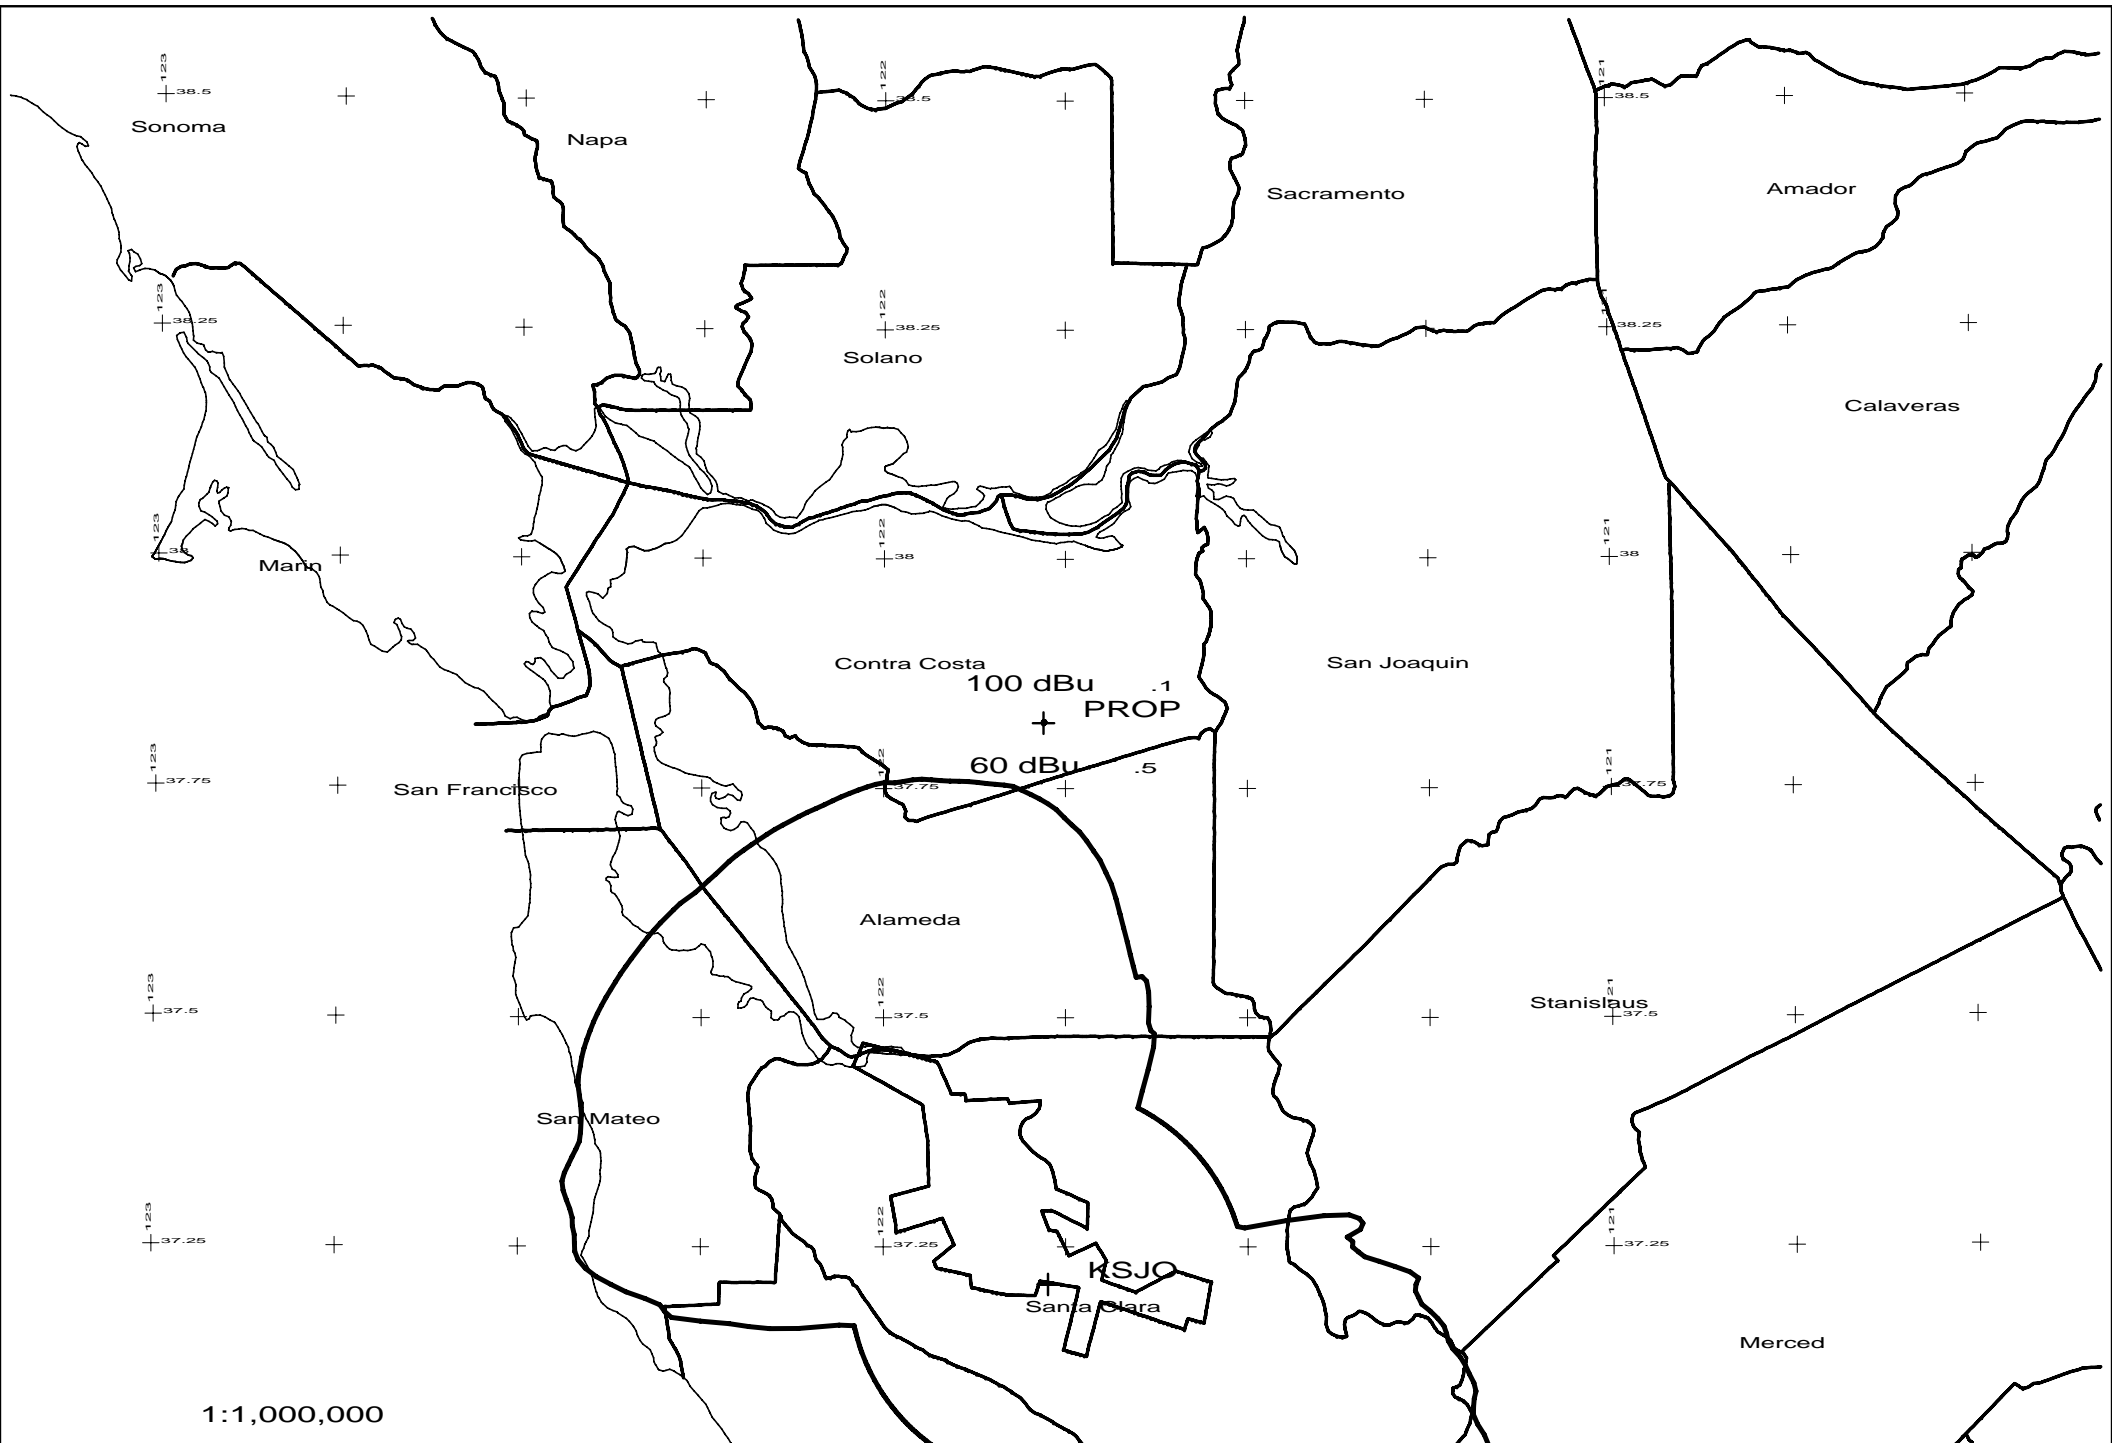 123
122
121
38.5
38.5
38.5
Sonoma
Napa
Sacramento
Amador
123
122
121
38.25
38.25
38.25
Solano
Calaveras
123
122
121
38
38
38
Marin
Contra Costa
San Joaquin
100 dBu .1
PROP
123
122
121
60 dBu .5
37.75
37.75
37.75
San Francisco
Alameda
123
122
121
Stanislaus
37.5
37.5
37.5
San Mateo
123
122
121
37.25
37.25
37.25
KSJO
Santa Clara
Merced
1:1,000,000